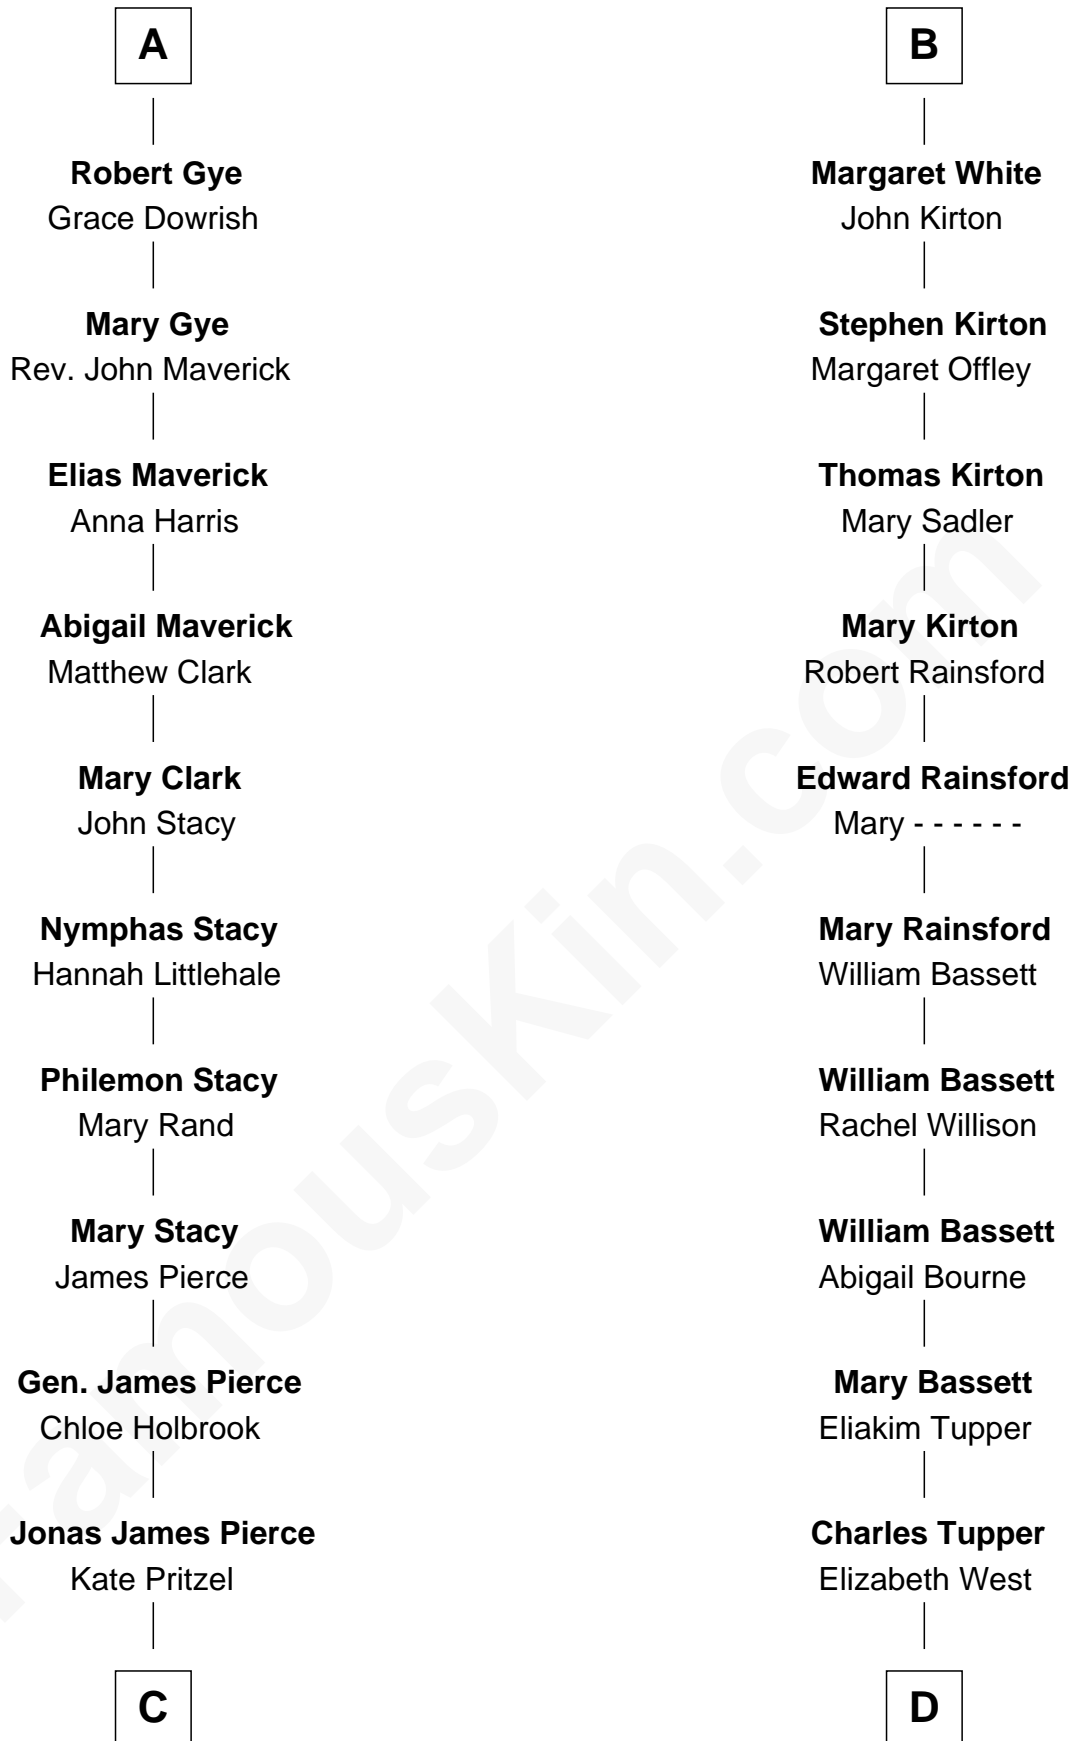 A
Robert Gye
Grace Dowrish
Mary Gye
Rev. John Maverick
Elias Maverick
Anna Harris
Abigail Maverick
Matthew Clark
Mary Clark
John Stacy
Nymphas Stacy
Hannah Littlehale
Philemon Stacy
Mary Rand
Mary Stacy
James Pierce
Gen. James Pierce
Chloe Holbrook
Jonas James Pierce
Kate Pritzel
C
B
Margaret White
John Kirton
Stephen Kirton
Margaret Offley
Thomas Kirton
Mary Sadler
Mary Kirton
Robert Rainsford
Edward Rainsford
Mary - - - - - -
Mary Rainsford
William Bassett
William Bassett
Rachel Willison
William Bassett
Abigail Bourne
Mary Bassett
Eliakim Tupper
Charles Tupper
Elizabeth West
D
FamousKin.com